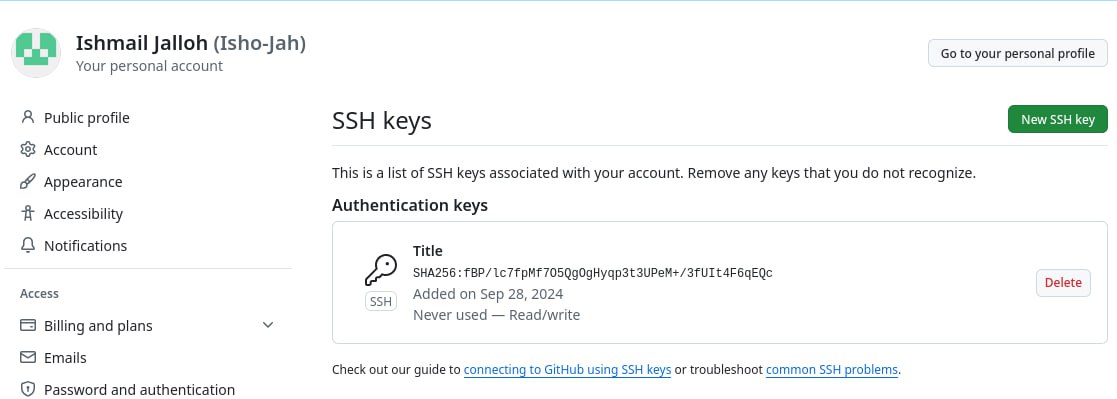 Ishmail Jalloh (Isho-Jah)
Your personal account
Go to your personal profile
Public profile
Account
Appearance
Accessibility
Notifications
Access
Billing and plans
Emails
Password and authentication
SSH keys
New SSH key
This is a list of SSH keys associated with your account. Remove any keys that you do not recognize.
Authentication keys
Title
SHA256:fBP/lc7fpMf7O5QgOgHyqp3t3UPeM+/3fUIt4F6qEQc
SSH
Added on Sep 28, 2024
Never used — Read/write
Delete
Check out our guide to connecting to GitHub using SSH keys or troubleshoot common SSH problems.